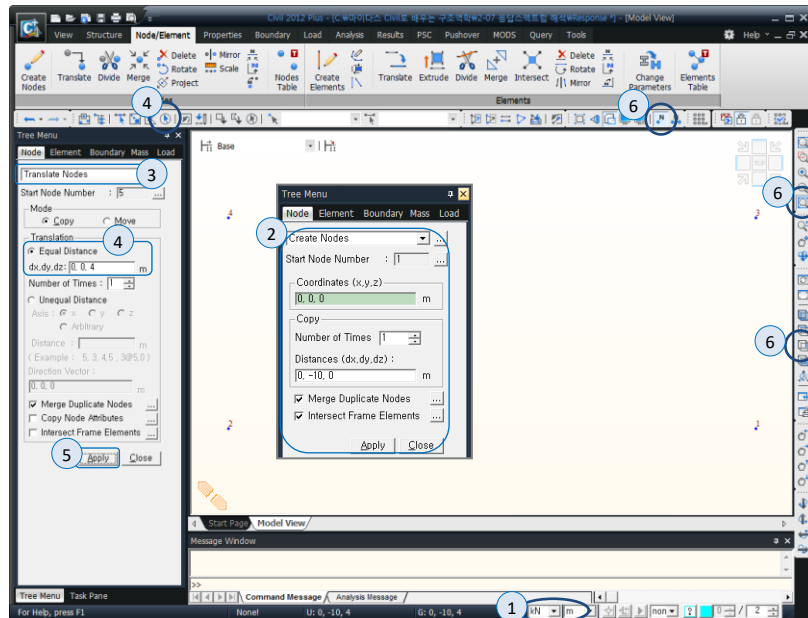 Civil 2012 Plus - [C:\마이다스 Civil로 배우는 구조역학\2-07 응답스펙트럼 해석\Response *] - [Model View]
View Structure Node/Element Properties Boundary Load Analysis Results PSC Pushover MODS Query Tools Help
Create Nodes
Translate
Divide
Merge
Delete
Rotate
Project
Mirror
Scale
Nodes Table
Create Elements
Translate
Extrude
Divide
Merge
Intersect
Delete
Rotate
Mirror
Change Parameters
Elements Table
Elements
4
6
Tree Menu
Node Element Boundary Mass Load
Translate Nodes
3
Start Node Number : 5 ...
Mode
Copy Move
Translation
4
Equal Distance
dx,dy,dz: 0, 0, 4 m
Number of Times : 1
Unequal Distance
Axis : x y z
Arbitrary
Distance : m
( Example : 5, 3, 4.5 , 3@5.0 )
Direction Vector :
0, 0, 0 m
Merge Duplicate Nodes ...
Copy Node Attributes ...
Intersect Frame Elements ...
5
Apply Close
Base
TOP
4
3
2
1
Tree Menu
Node Element Boundary Mass Load
2
Create Nodes ...
Start Node Number : 1 ...
Coordinates (x,y,z)
0, 0, 0 m
Copy
Number of Times 1
Distances (dx,dy,dz) :
0, -10, 0 m
Merge Duplicate Nodes ...
Intersect Frame Elements ...
Apply Close
6
6
Start Page Model View
Message Window
>>
Command Message Analysis Message
Tree Menu Task Pane
For Help, press F1
None!
U: 0, -10, 4
G: 0, -10, 4
1
kN m
non
?
0 / 2